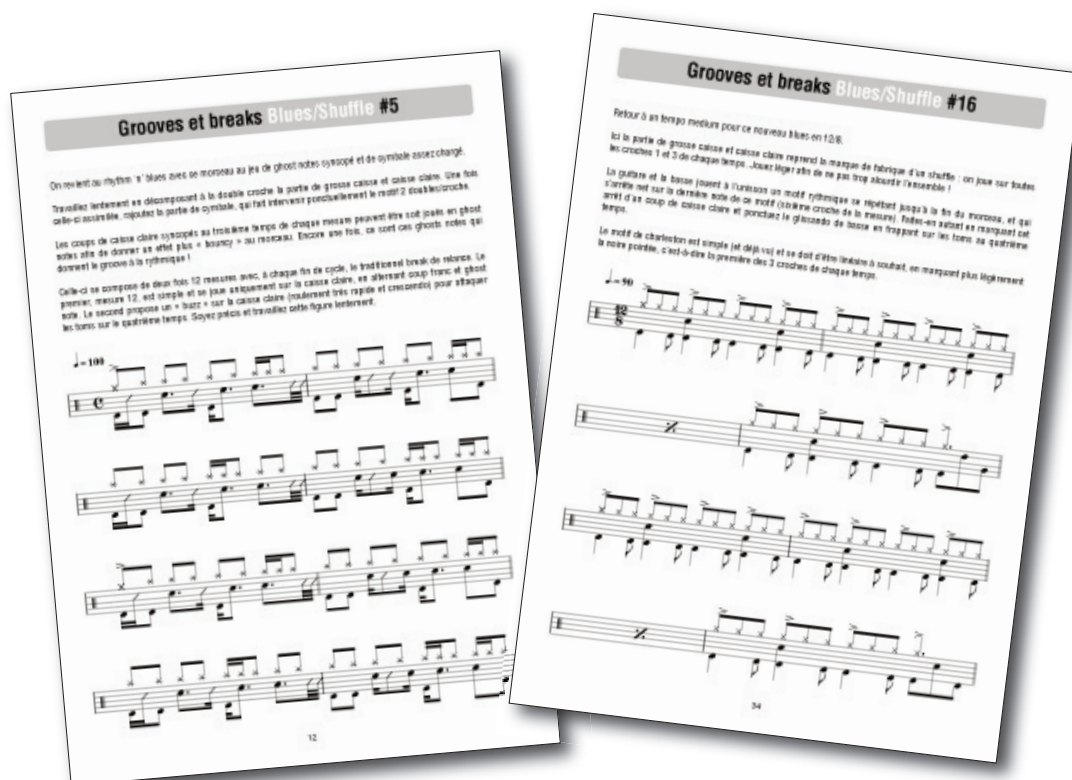 Grooves et breaks Blues/Shuffle #5
On revient au rhythm 'n' blues avec se morceau au jeu de ghost notes synsopé et de cymbale assez chargé.
Travaillez lentement en décomposant à la double croche la partie de grosse caisse et caisse claire. Une fois
celle-ci assimilée, rajoutez la partie de cymbale, qui fait intervenir ponctuellement le motif 2 doubles/croche.
Les coups de caisse claire syncopés au troisième temps de chaque mesure peuvent être soit joués en ghost
notes afin de donner un effet plus « bouncy » au morceau. Encore une fois, ce sont ces ghosts notes qui
donnent le groove à la rythmique !
Celle-ci se compose de deux fois 12 mesures avec, à chaque fin de cycle, le traditionnel break de relance. Le
premier, mesure 12, est simple et se joue uniquement sur la caisse claire, en alternant coup franc et ghost
note. Le second propose un « buzz » sur la caisse claire (roulement très rapide et crescendo) pour attaquer
les toms sur le quatrième temps. Soyez précis et travaillez cette figure lentement.
♩ = 100
12
Grooves et breaks Blues/Shuffle #16
Retour à un tempo medium pour ce nouveau blues en 12/8.
Ici la partie de grosse caisse et caisse claire reprend la marque de fabrique d'un shuffle : on joue sur toutes
les croches 1 et 3 de chaque temps. Jouez léger afin de ne pas trop alourdir l'ensemble !
La guitare et la basse jouent à l'unisson un motif rythmique se répétant jusqu'à la fin du morceau, et qui
s'arrête net sur la dernière note de ce motif (sixième croche de la mesure). Faites-en autant en marquant cet
arrêt d'un coup de caisse claire et ponctuez le glissando de basse en frappant sur les toms au quatrième
temps.
Le motif de charleston est simple (et déjà vu) et se doit d'être linéaire à souhait, en marquant plus légèrement
la noire pointée, c'est-à-dire la première des 3 croches de chaque temps.
♩. = 90
12
8
34